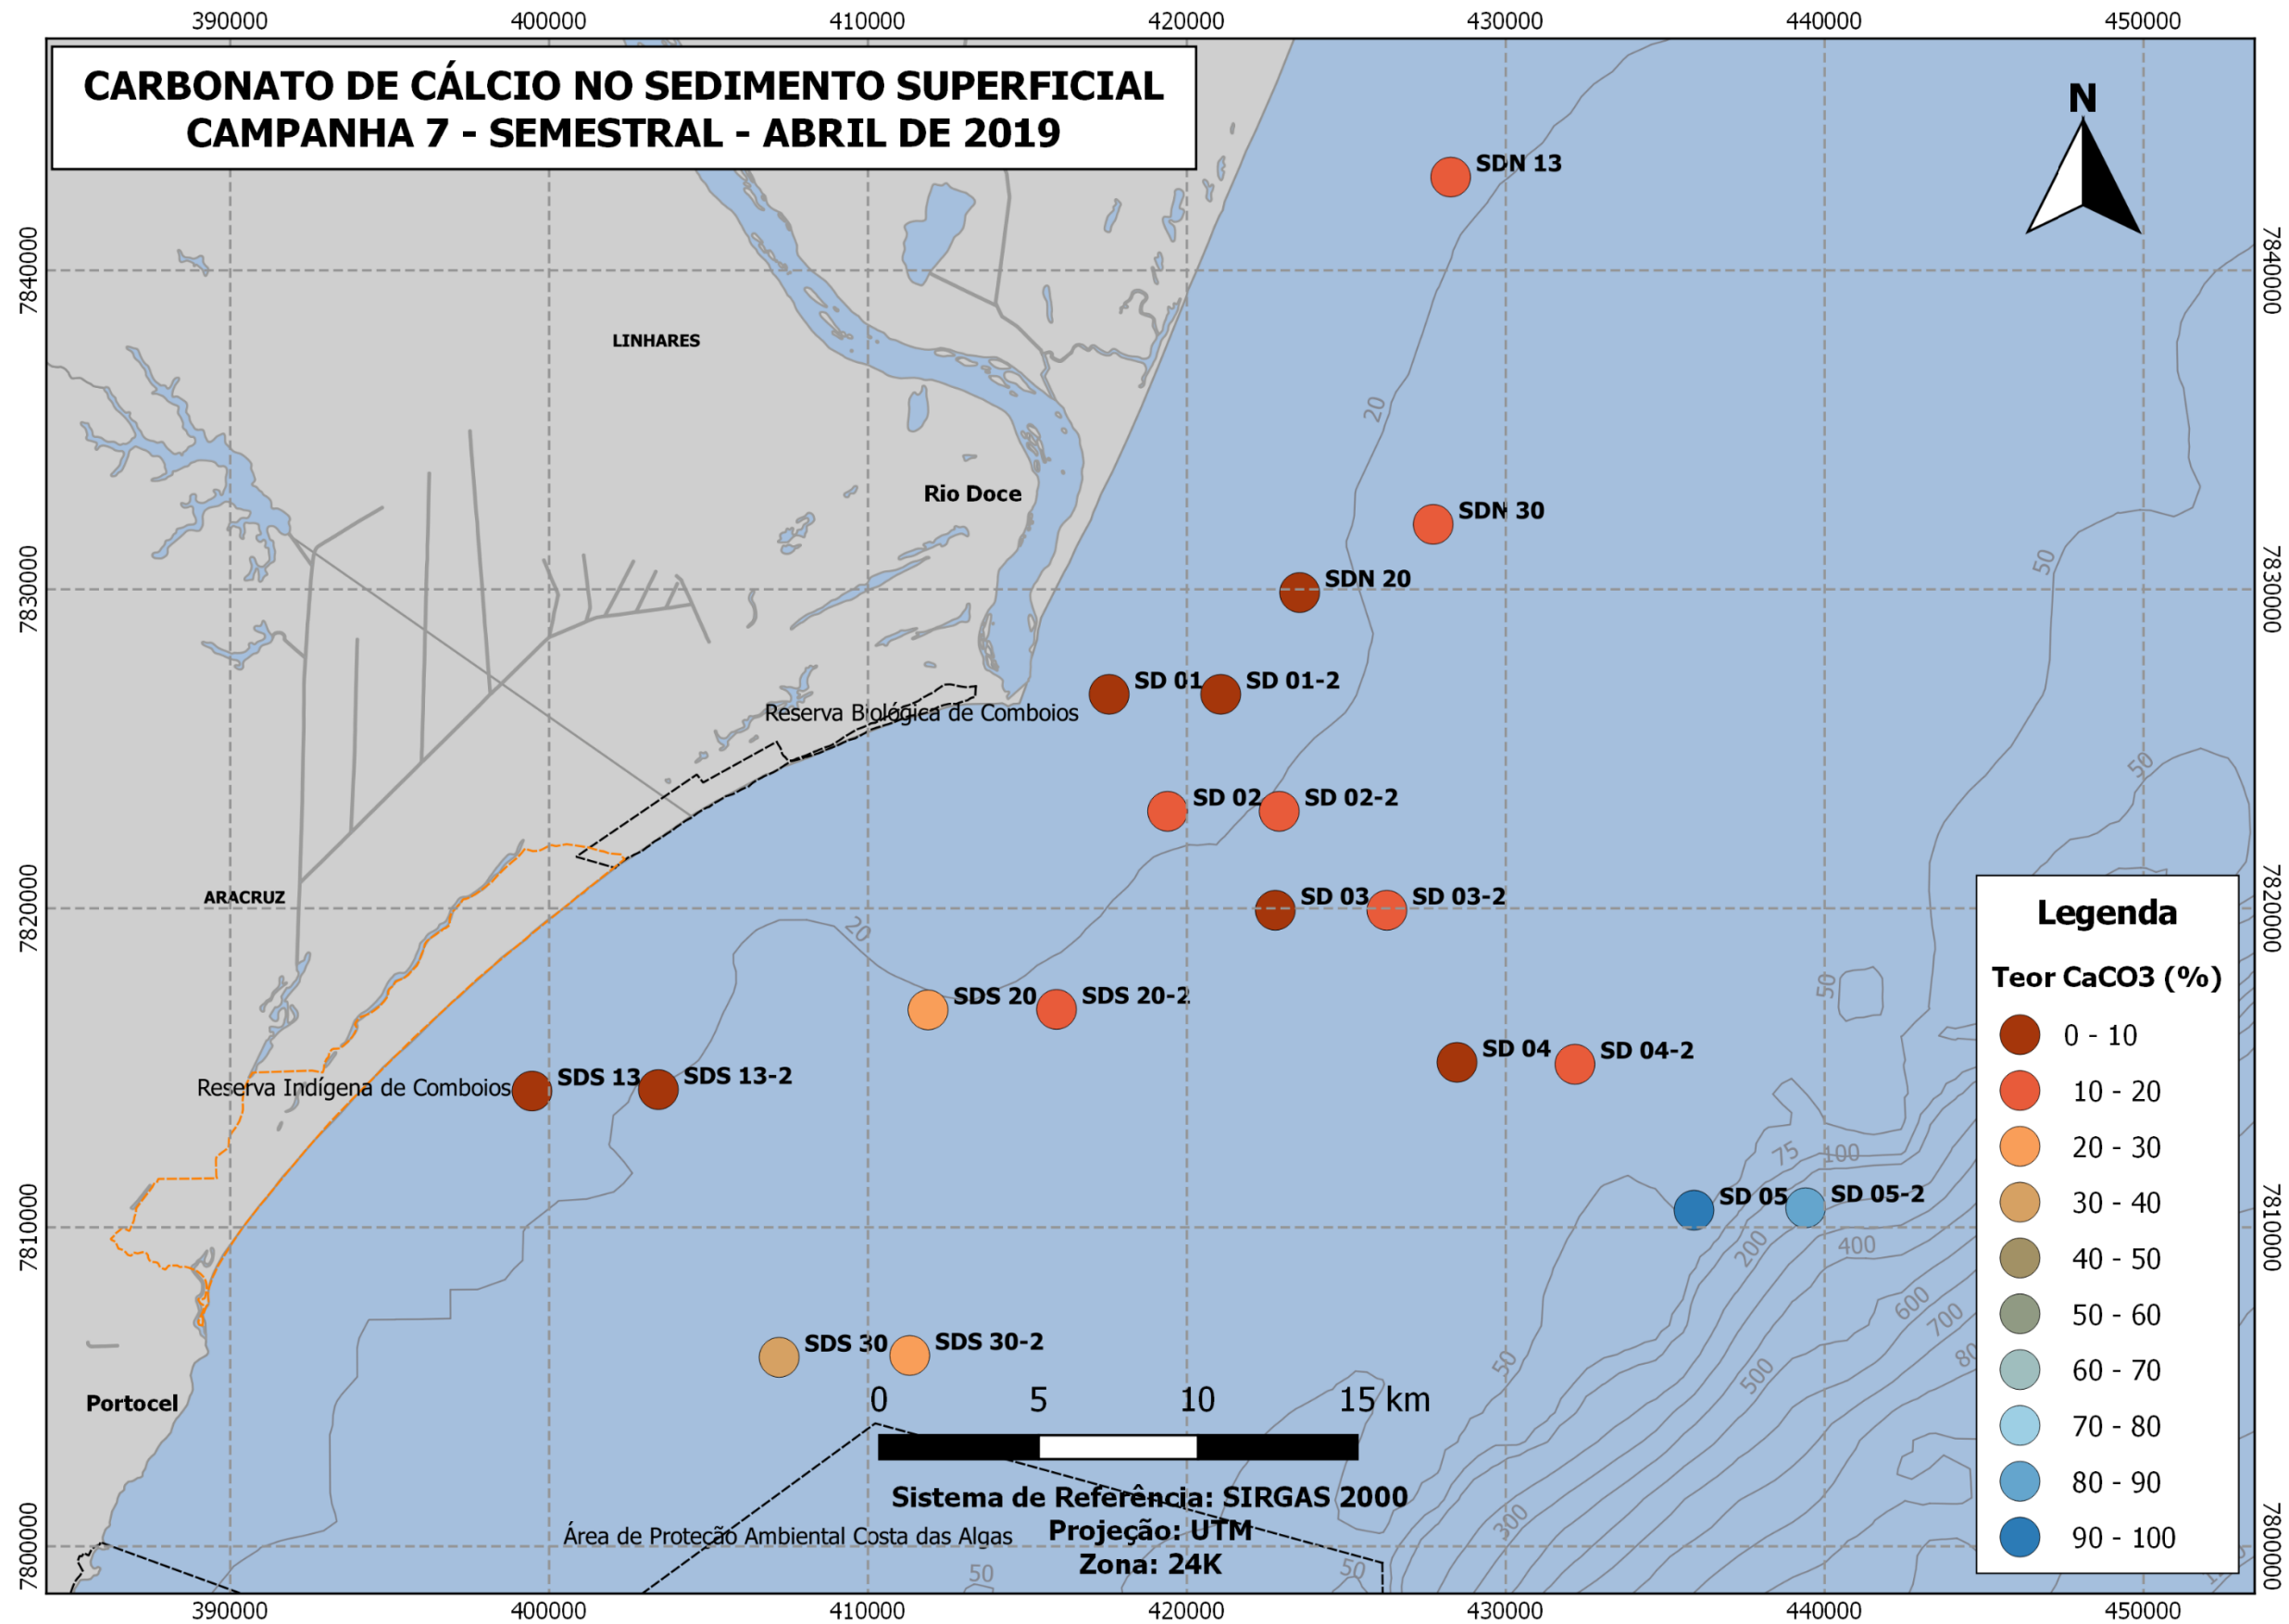 390000 400000 410000 420000 430000 440000 450000
CARBONATO DE CÁLCIO NO SEDIMENTO SUPERFICIAL
CAMPANHA 7 - SEMESTRAL - ABRIL DE 2019
N
SDN 13
7840000 7840000
LINHARES
20
Rio Doce
SDN 30
50
7830000 7830000
SDN 20
SD 01 SD 01-2
Reserva Biológica de Comboios
50
SD 02 SD 02-2
ARACRUZ
SD 03 SD 03-2
7820000 7820000
20
50
SDS 20 SDS 20-2
SD 04 SD 04-2
Reserva Indígena de Comboios
SDS 13 SDS 13-2
75 100
SD 05 SD 05-2
7810000 7810000
200 400
600
700
80
500
50
SDS 30 SDS 30-2
Portocel
0 5 10 15 km
Sistema de Referência: SIRGAS 2000
Projeção: UTM
Zona: 24K
Área de Proteção Ambiental Costa das Algas
300
50
50
7800000 7800000
Legenda
Teor CaCO3 (%)
0 - 10
10 - 20
20 - 30
30 - 40
40 - 50
50 - 60
60 - 70
70 - 80
80 - 90
90 - 100
390000 400000 410000 420000 430000 440000 450000